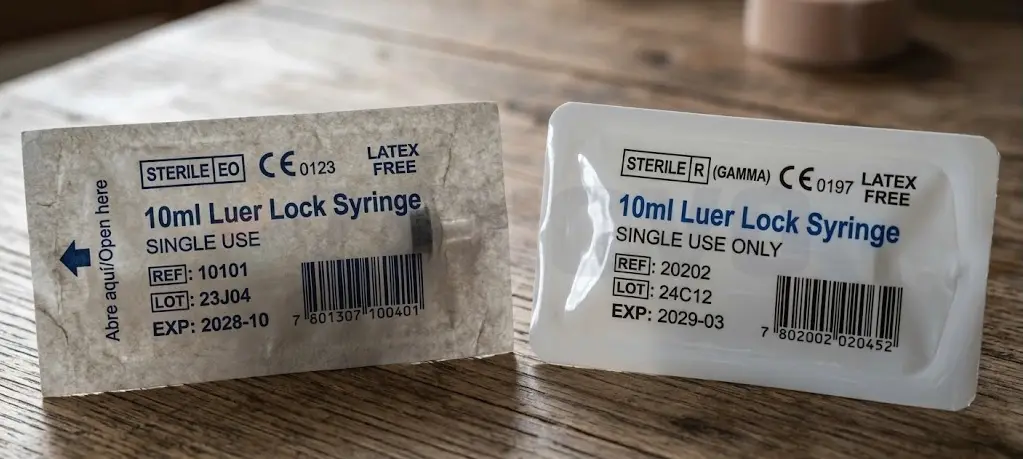 STERILE EO CE 0123 LATEX FREE
10ml Luer Lock Syringe
SINGLE USE
REF: 10101
LOT: 23J04
EXP: 2028-10
7 801307 100401
Abre aquí/Open here
STERILE R (GAMMA) CE 0197 LATEX FREE
10ml Luer Lock Syringe
SINGLE USE ONLY
REF: 20202
LOT: 24C12
EXP: 2029-03
7 802002 020452